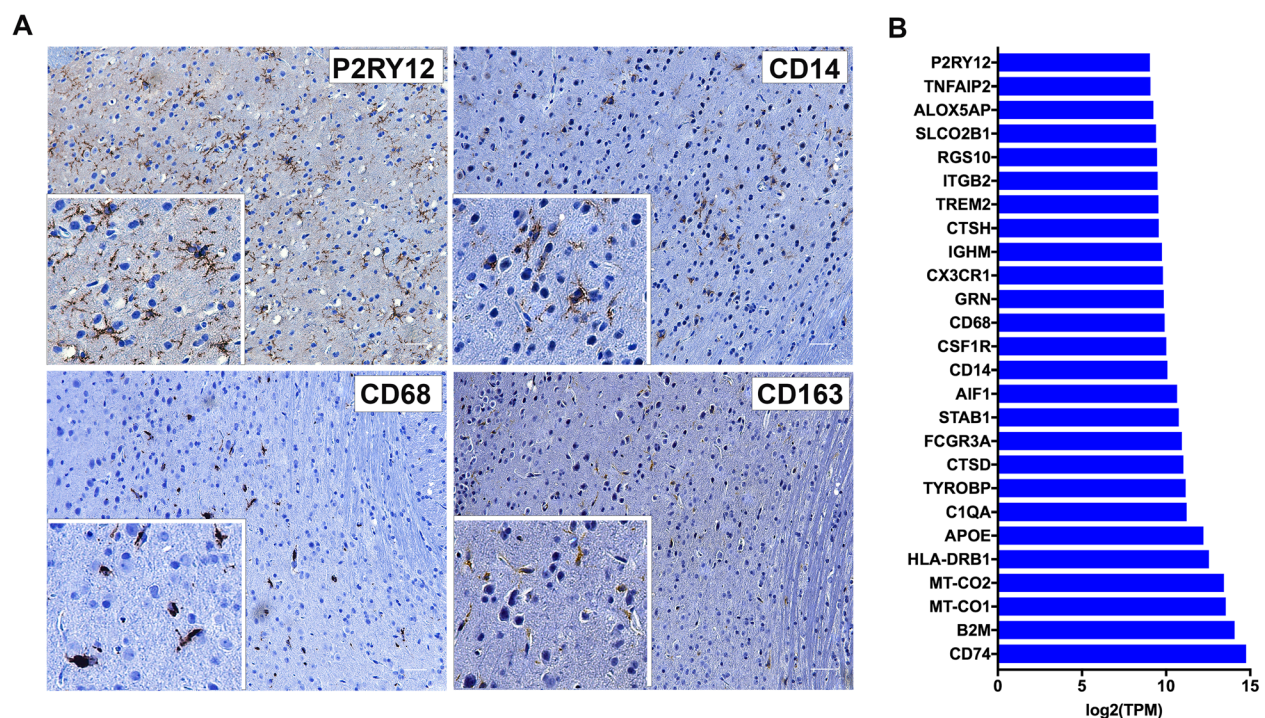 A
P2RY12
CD14
CD68
CD163
B
P2RY12
TNFAIP2
ALOX5AP
SLCO2B1
RGS10
ITGB2
TREM2
CTSH
IGHM
CX3CR1
GRN
CD68
CSF1R
CD14
AIF1
STAB1
FCGR3A
CTSD
TYROBP
C1QA
APOE
HLA-DRB1
MT-CO2
MT-CO1
B2M
CD74
0 5 10 15
log2(TPM)